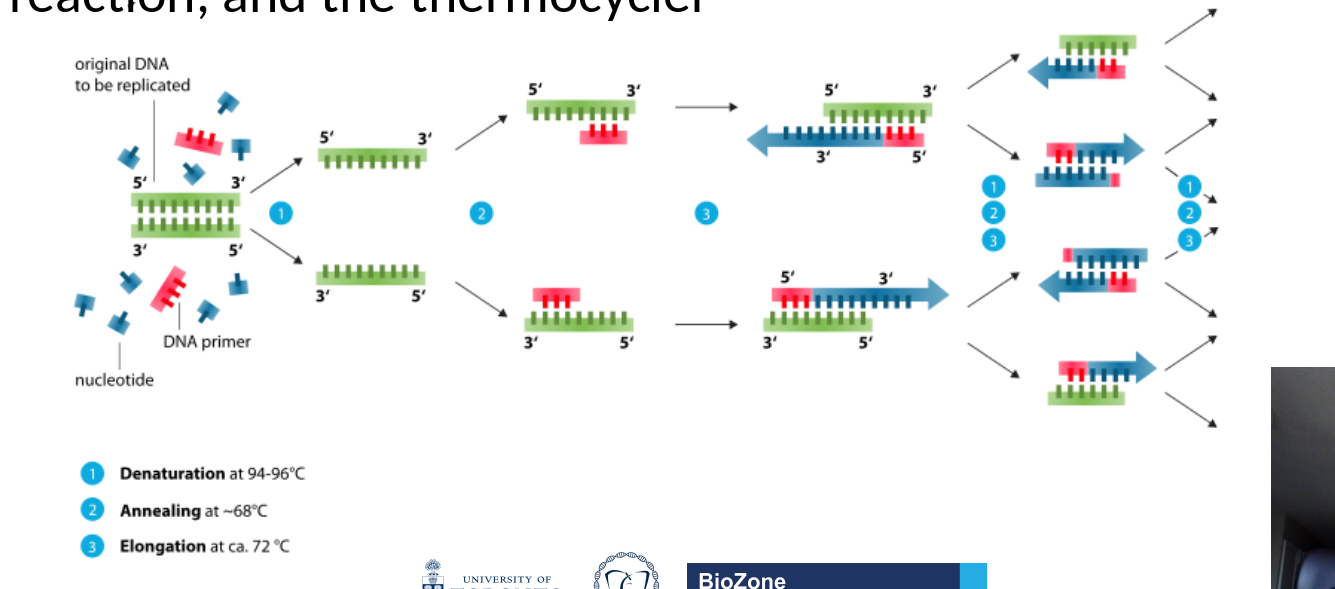 reaction, and the thermocycler
original DNA
to be replicated
5’ 3’
3’ 5’
DNA primer
nucleotide
1
5’ 3’
3’ 5’
2
5’ 3’
3’ 5’
3
3’ 5’
5’ 3’
5’ 3’
3’ 5’
1
2
3
1
2
3
1 Denaturation at 94-96°C
2 Annealing at ~68°C
3 Elongation at ca. 72 °C
UNIVERSITY OF
TORONTO
BioZone